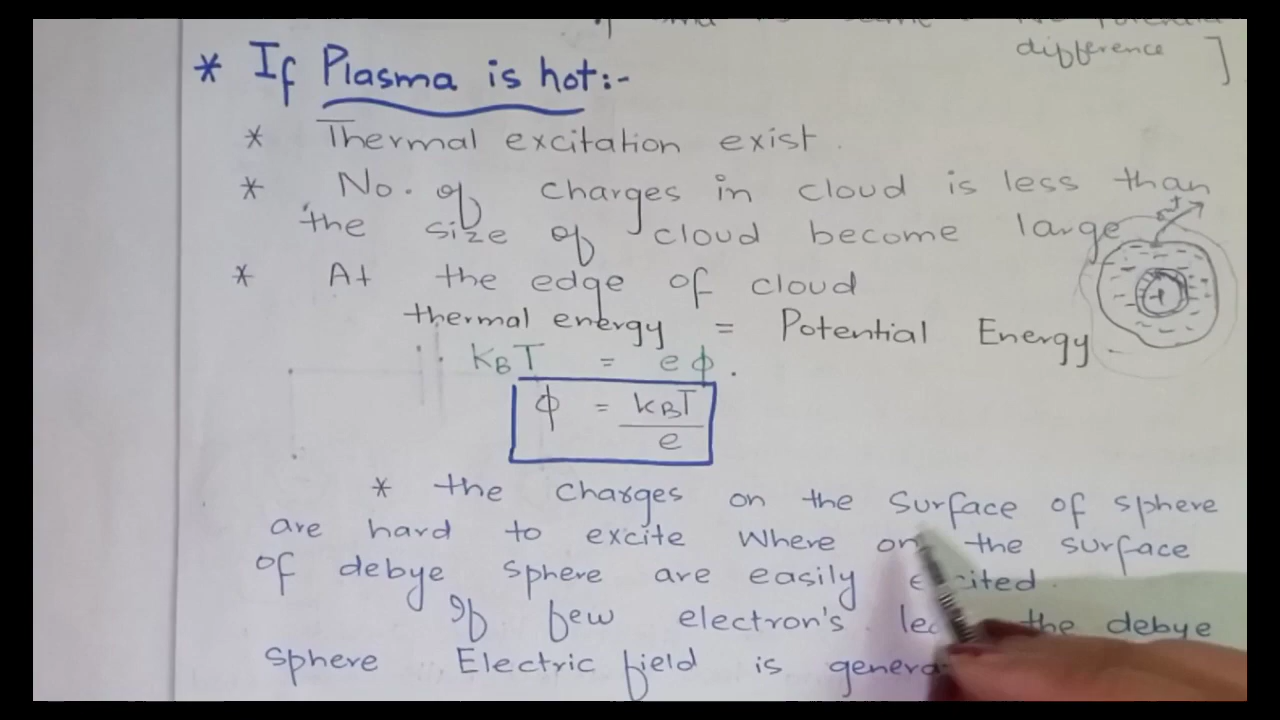 difference ]
* If Plasma is hot:-
* Thermal excitation exist.
* No. of charges in cloud is less than
the size of cloud become large
* At the edge of cloud
thermal energy = Potential Energy
KBT = eϕ.
ϕ = KBT / e
* the charges on the surface of sphere
are hard to excite Where on the surface
of debye sphere are easily excited.
If few electron's the debye
sphere Electric field is